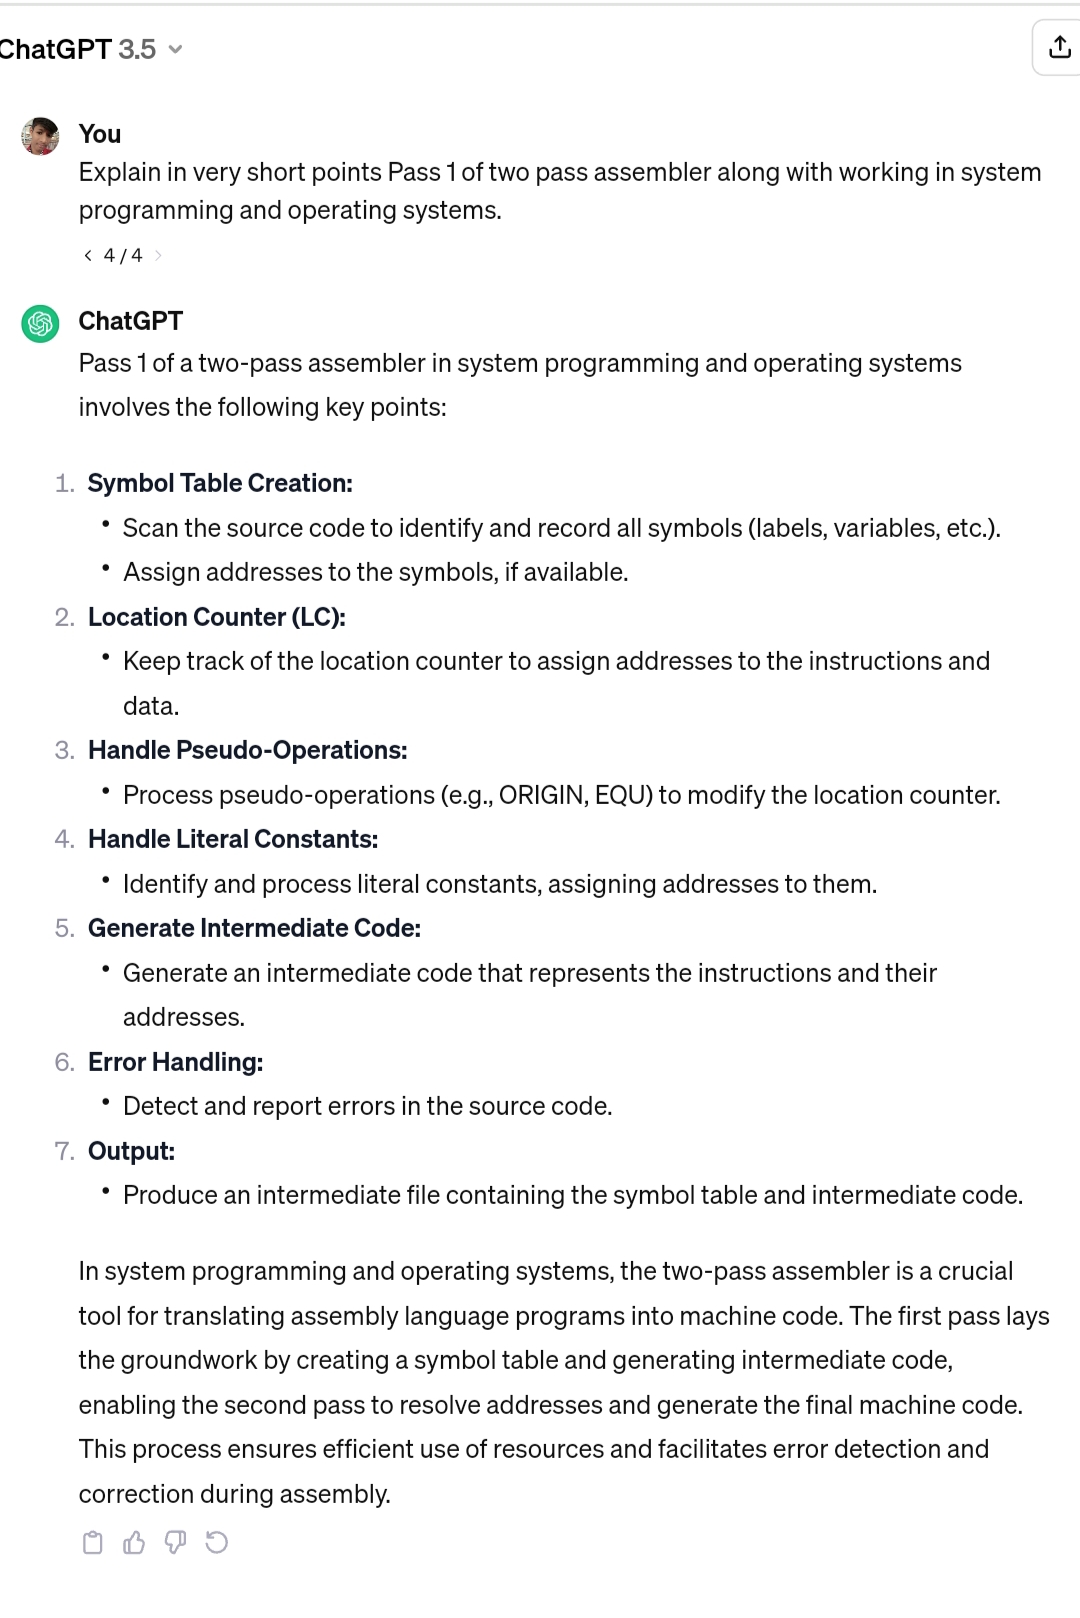 ChatGPT 3.5
You
Explain in very short points Pass 1 of two pass assembler along with working in system
programming and operating systems.
4 / 4
ChatGPT
Pass 1 of a two-pass assembler in system programming and operating systems
involves the following key points:
1. Symbol Table Creation:
• Scan the source code to identify and record all symbols (labels, variables, etc.).
• Assign addresses to the symbols, if available.
2. Location Counter (LC):
• Keep track of the location counter to assign addresses to the instructions and
data.
3. Handle Pseudo-Operations:
• Process pseudo-operations (e.g., ORIGIN, EQU) to modify the location counter.
4. Handle Literal Constants:
• Identify and process literal constants, assigning addresses to them.
5. Generate Intermediate Code:
• Generate an intermediate code that represents the instructions and their
addresses.
6. Error Handling:
• Detect and report errors in the source code.
7. Output:
• Produce an intermediate file containing the symbol table and intermediate code.
In system programming and operating systems, the two-pass assembler is a crucial
tool for translating assembly language programs into machine code. The first pass lays
the groundwork by creating a symbol table and generating intermediate code,
enabling the second pass to resolve addresses and generate the final machine code.
This process ensures efficient use of resources and facilitates error detection and
correction during assembly.